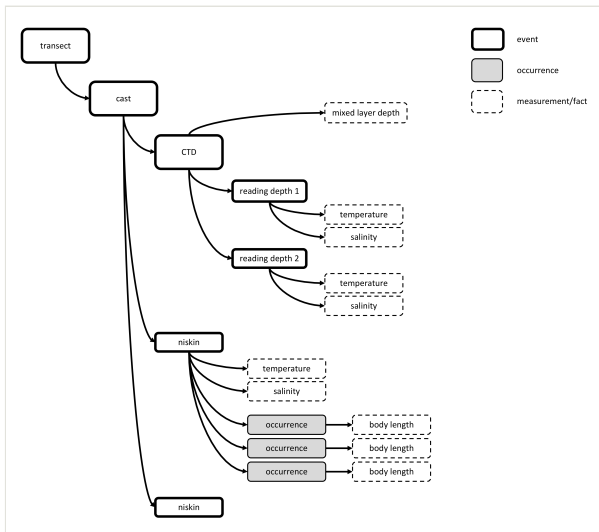 transect
event
occurrence
cast
measurement/fact
mixed layer depth
CTD
reading depth 1
temperature
salinity
reading depth 2
temperature
salinity
niskin
temperature
salinity
occurrence
body length
occurrence
body length
occurrence
body length
niskin